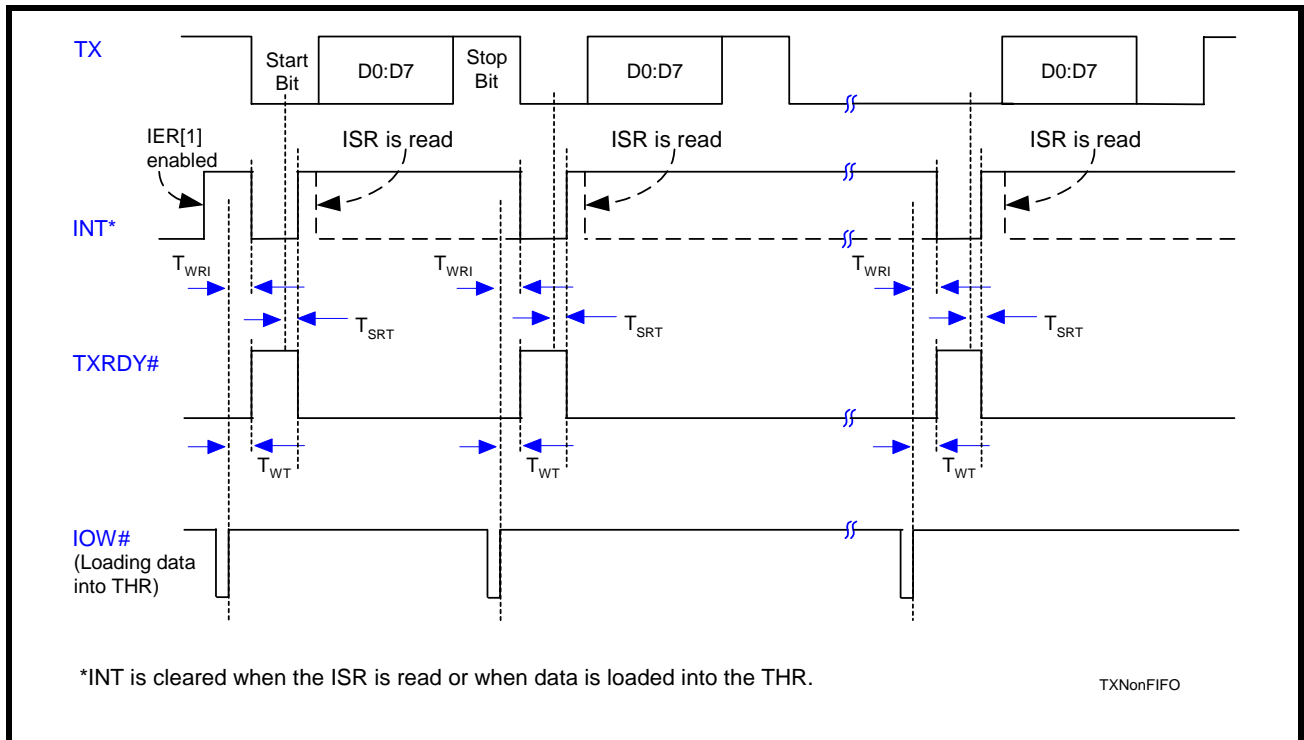 TX
Start
Bit
D0:D7
Stop
Bit
D0:D7
D0:D7
IER[1]
enabled
ISR is read
ISR is read
ISR is read
INT*
TWRI
TWRI
TWRI
TSRT
TSRT
TSRT
TXRDY#
TWT
TWT
TWT
IOW#
(Loading data
into THR)
*INT is cleared when the ISR is read or when data is loaded into the THR.
TXNonFIFO